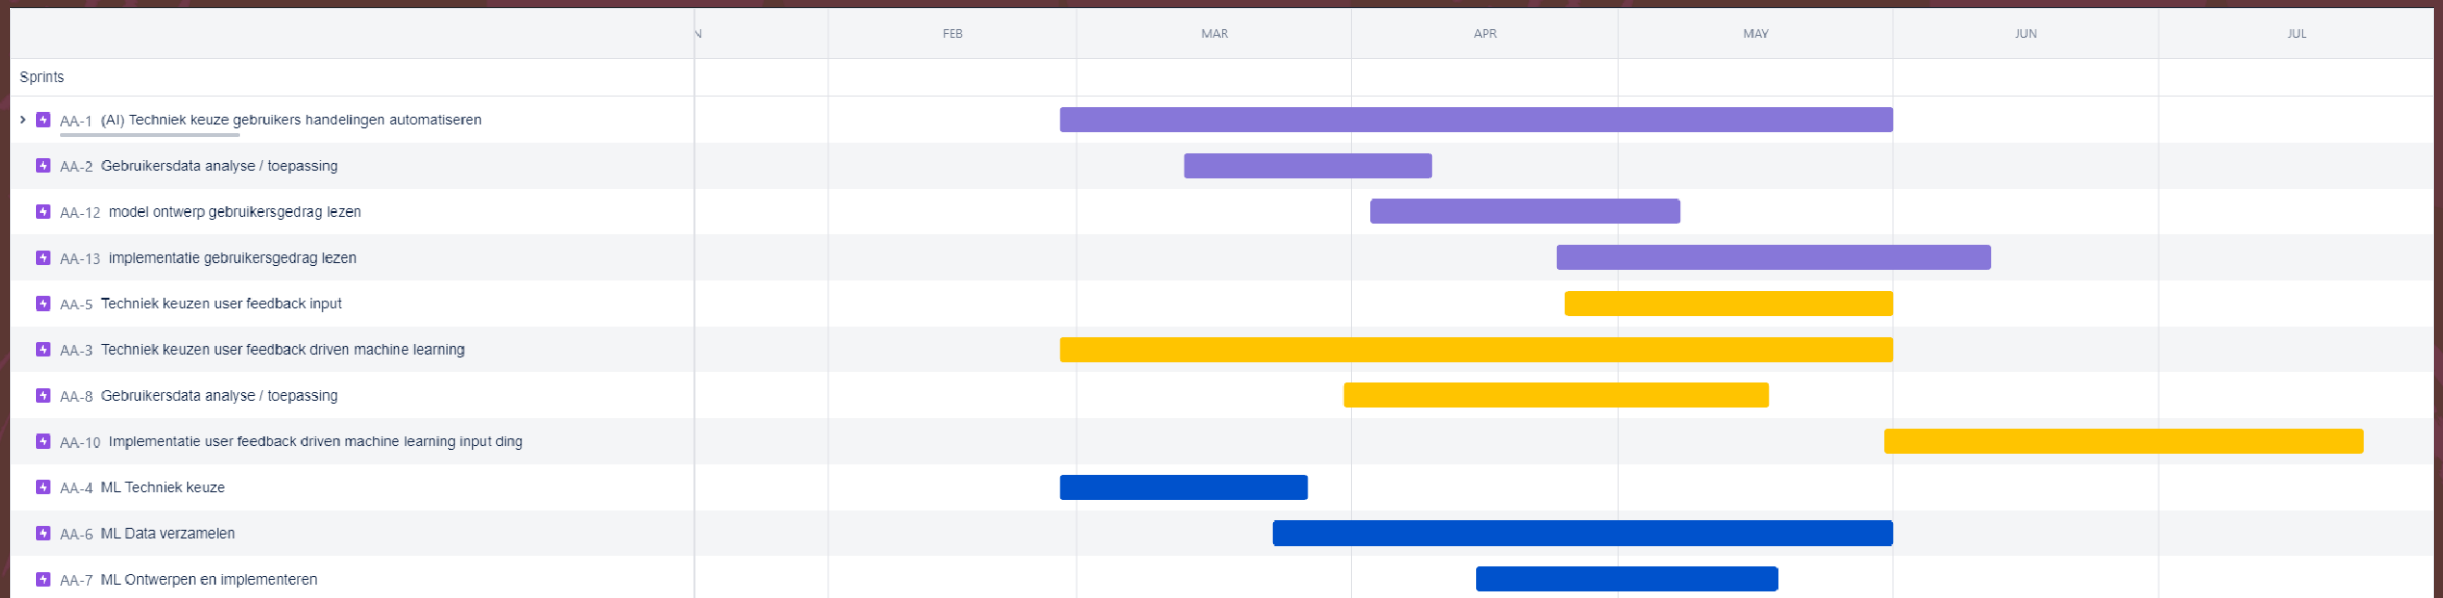 N FEB MAR APR MAY JUN JUL
Sprints
AA-1 (AI) Techniek keuze gebruikers handelingen automatiseren
AA-2 Gebruikersdata analyse / toepassing
AA-12 model ontwerp gebruikersgedrag lezen
AA-13 implementatie gebruikersgedrag lezen
AA-5 Techniek keuzen user feedback input
AA-3 Techniek keuzen user feedback driven machine learning
AA-8 Gebruikersdata analyse / toepassing
AA-10 Implementatie user feedback driven machine learning input ding
AA-4 ML Techniek keuze
AA-6 ML Data verzamelen
AA-7 ML Ontwerpen en implementeren